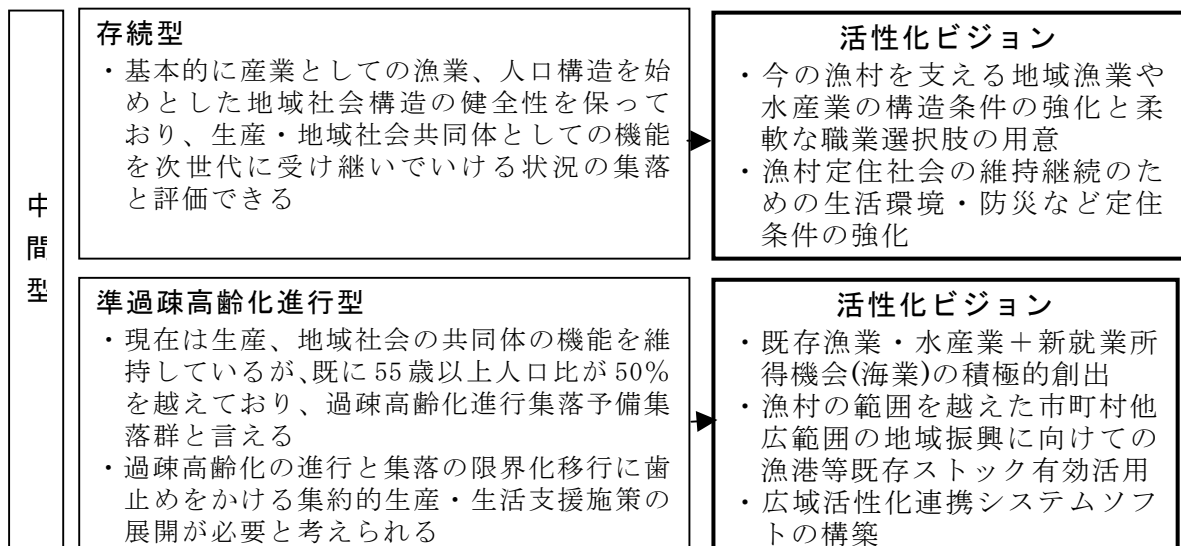 中間型
存続型
・基本的に産業としての漁業、人口構造を始
めとした地域社会構造の健全性を保って
おり、生産・地域社会共同体としての機能
を次世代に受け継いでいける状況の集落
と評価できる
活性化ビジョン
・今の漁村を支える地域漁業や
水産業の構造条件の強化と柔
軟な職業選択肢の用意
・漁村定住社会の維持継続のた
めの生活環境・防災など定住
条件の強化
準過疎高齢化進行型
・現在は生産、地域社会の共同体の機能を維
持しているが、既に55歳以上人口比が50%
を越えており、過疎高齢化進行集落予備集
落群と言える
・過疎高齢化の進行と集落の限界化移行に歯
止めをかける集約的生産・生活支援施策の
展開が必要と考えられる
活性化ビジョン
・既存漁業・水産業＋新就業所
得機会(海業)の積極的創出
・漁村の範囲を越えた市町村他
広範囲の地域振興に向けての
漁港等既存ストック有効活用
・広域活性化連携システムソフ
トの構築